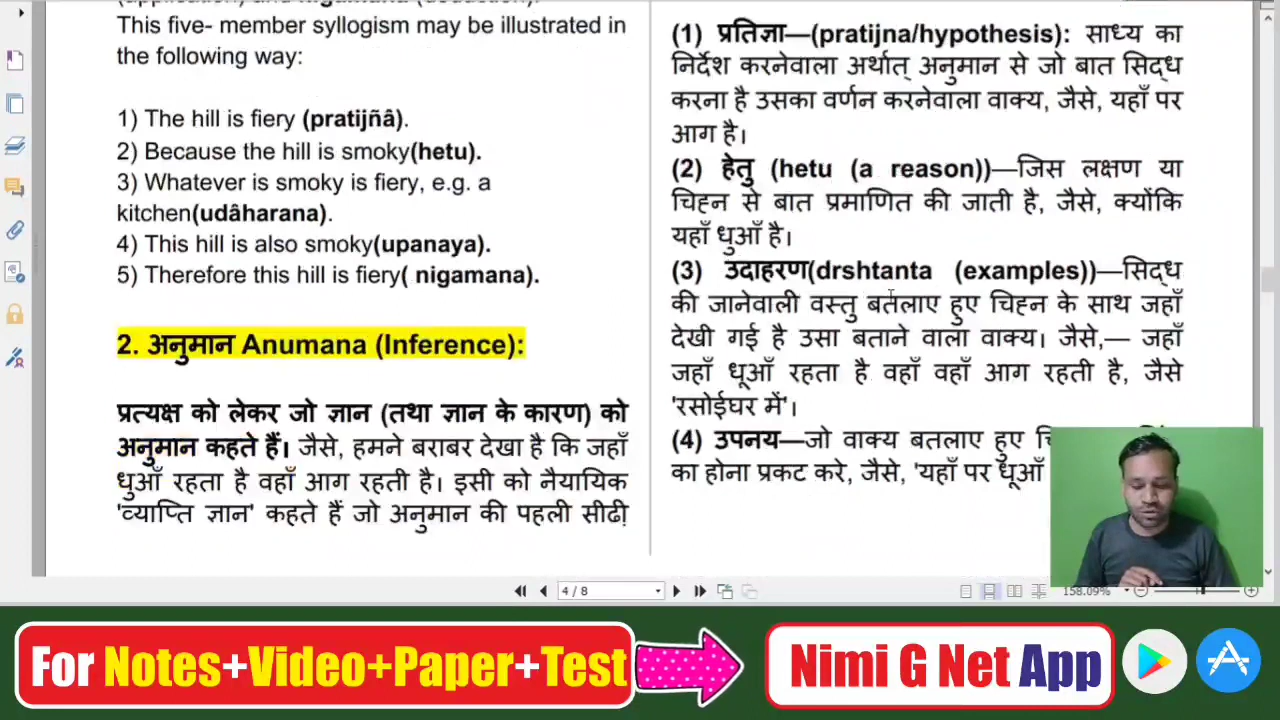 This five- member syllogism may be illustrated in
the following way:
1) The hill is fiery (pratijñâ).
2) Because the hill is smoky(hetu).
3) Whatever is smoky is fiery, e.g. a
kitchen(udâharana).
4) This hill is also smoky(upanaya).
5) Therefore this hill is fiery( nigamana).
2. अनुमान Anumana (Inference):
प्रत्यक्ष को लेकर जो ज्ञान (तथा ज्ञान के कारण) को
अनुमान कहते हैं। जैसे, हमने बराबर देखा है कि जहाँ
धुआँ रहता है वहाँ आग रहती है। इसी को नैयायिक
'व्याप्ति ज्ञान' कहते हैं जो अनुमान की पहली सीढ़ी
(1) प्रतिज्ञा—(pratijna/hypothesis): साध्य का
निर्देश करनेवाला अर्थात् अनुमान से जो बात सिद्ध
करना है उसका वर्णन करनेवाला वाक्य, जैसे, यहाँ पर
आग है।
(2) हेतु (hetu (a reason))—जिस लक्षण या
चिह्न से बात प्रमाणित की जाती है, जैसे, क्योंकि
यहाँ धुआँ है।
(3) उदाहरण(drshtanta (examples))—सिद्ध
की जानेवाली वस्तु बतलाए हुए चिह्न के साथ जहाँ
देखी गई है उसा बताने वाला वाक्य। जैसे,— जहाँ
जहाँ धूआँ रहता है वहाँ वहाँ आग रहती है, जैसे
'रसोईघर में'।
(4) उपनय—जो वाक्य बतलाए हुए
का होना प्रकट करे, जैसे, 'यहाँ पर धूआँ
4 / 8
158.09%
For Notes+Video+Paper+Test
Nimi G Net App